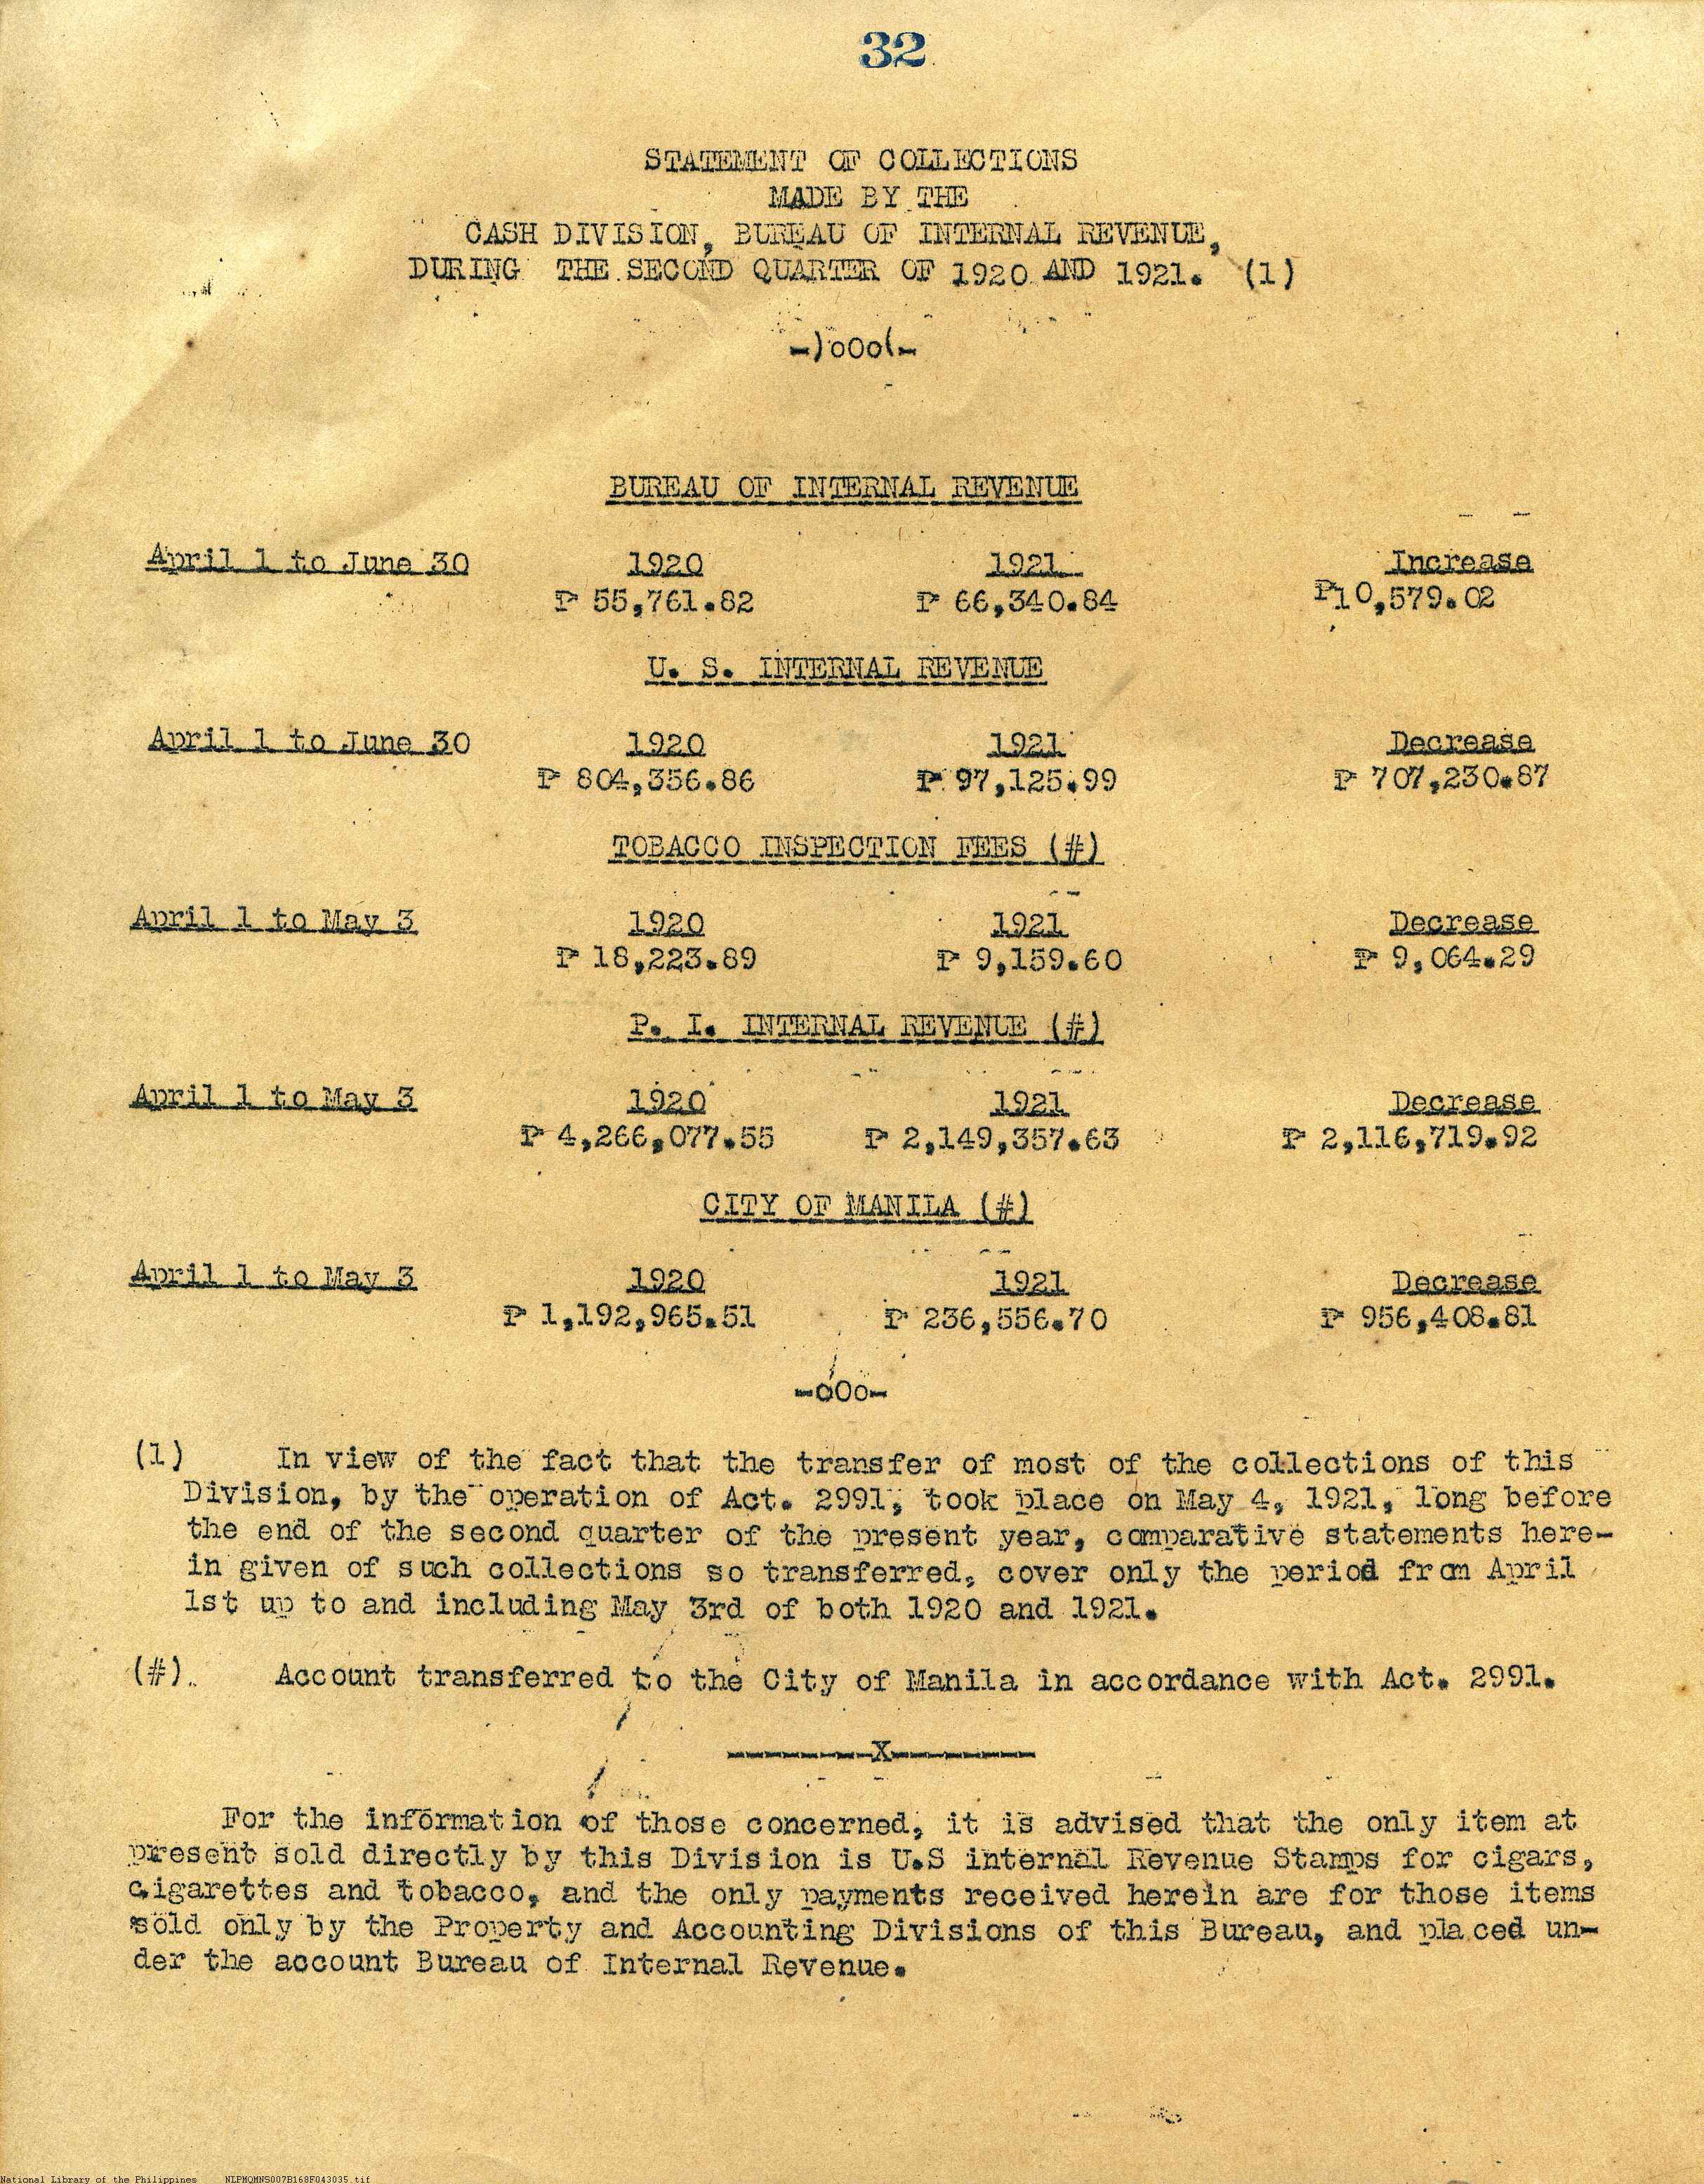 32
STATEMENT OF COLLECTIONS
MADE BY THE
CASH DIVISION, BUREAU OF INTERNAL REVENUE,
DURING THE SECOND QUARTER OF 1920 AND 1921. (1)
-)oOo(-
BUREAU OF INTERNAL REVENUE
April 1 to June 30 1920 1921 Increase
₱ 55,761.82 ₱ 66,340.84 ₱10,579.02
U. S. INTERNAL REVENUE
April 1 to June 30 1920 1921 Decrease
₱ 804,356.86 ₱ 97,125.99 ₱ 707,230.87
TOBACCO INSPECTION FEES (#)
April 1 to May 3 1920 1921 Decrease
₱ 18,223.89 ₱ 9,159.60 ₱ 9,064.29
P. I. INTERNAL REVENUE (#)
April 1 to May 3 1920 1921 Decrease
₱ 4,266,077.55 ₱ 2,149,357.63 ₱ 2,116,719.92
CITY OF MANILA (#)
April 1 to May 3 1920 1921 Decrease
₱ 1,192,965.51 ₱ 236,556.70 ₱ 956,408.81
-oOo-
(1) In view of the fact that the transfer of most of the collections of this
Division, by the operation of Act. 2991, took place on May 4, 1921, long before
the end of the second quarter of the present year, comparative statements here-
in given of such collections so transferred, cover only the period from April
1st up to and including May 3rd of both 1920 and 1921.
(#). Account transferred to the City of Manila in accordance with Act. 2991.
----------X----------
For the information of those concerned, it is advised that the only item at
present sold directly by this Division is U.S internal Revenue Stamps for cigars,
cigarettes and tobacco, and the only payments received herein are for those items
sold only by the Property and Accounting Divisions of this Bureau, and placed un-
der the account Bureau of Internal Revenue.
National Library of the Philippines NLPMQMNS007B168F043035.tif